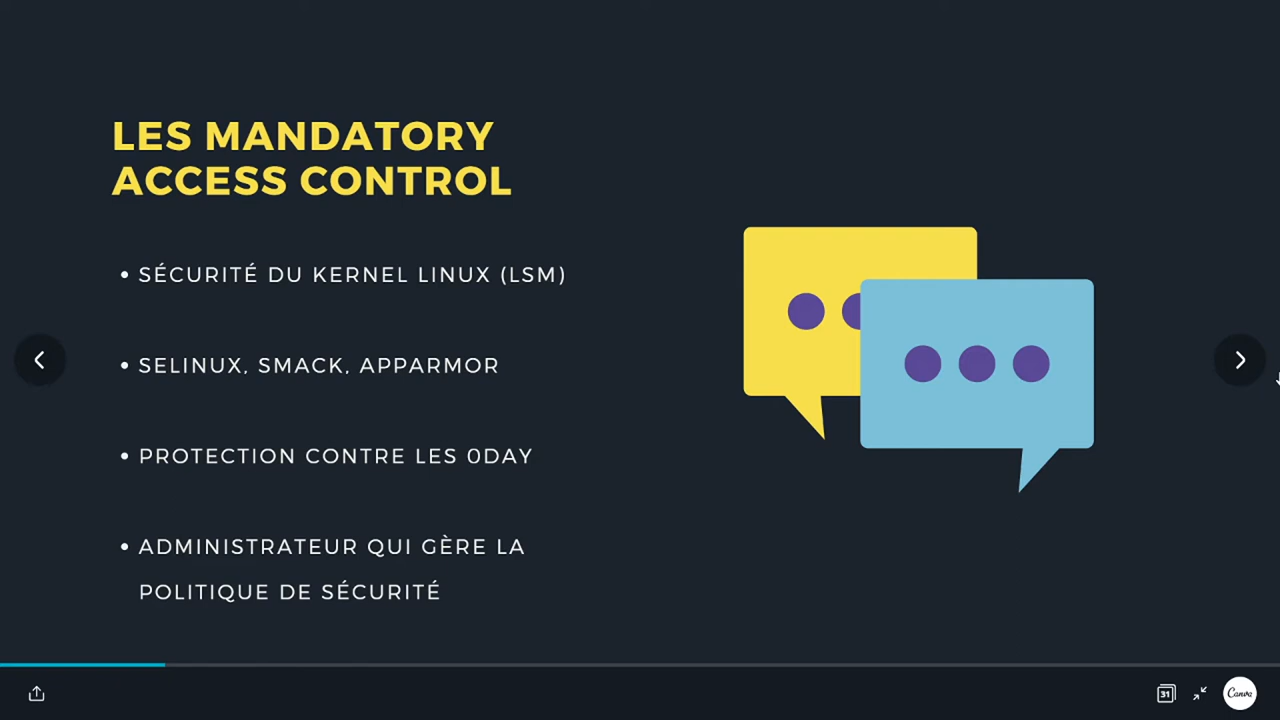 LES MANDATORY
ACCESS CONTROL
• SÉCURITÉ DU KERNEL LINUX (LSM)
• SELINUX, SMACK, APPARMOR
• PROTECTION CONTRE LES 0DAY
• ADMINISTRATEUR QUI GÈRE LA
POLITIQUE DE SÉCURITÉ
31
Canva